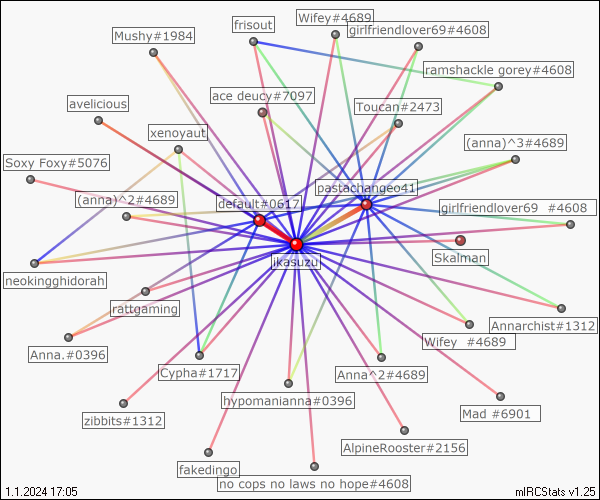 Wifey#4689
frisout
girlfriendlover69#4608
Mushy#1984
ramshackle gorey#4608
ace deucy#7097
avelicious
Toucan#2473
xenoyaut
(anna)^3#4689
Soxy Foxy#5076
pastachangeo41
(anna)^2#4689
default#0617
girlfriendlover69 #4608
Skalman
ikasuzu
neokingghidorah
rattgaming
Annarchist#1312
Wifey #4689
Anna.#0396
Cypha#1717
Anna^2#4689
hypomanianna#0396
Mad #6901
zibbits#1312
AlpineRooster#2156
fakedingo
no cops no laws no hope#4608
1.1.2024 17:05
mIRCStats v1.25